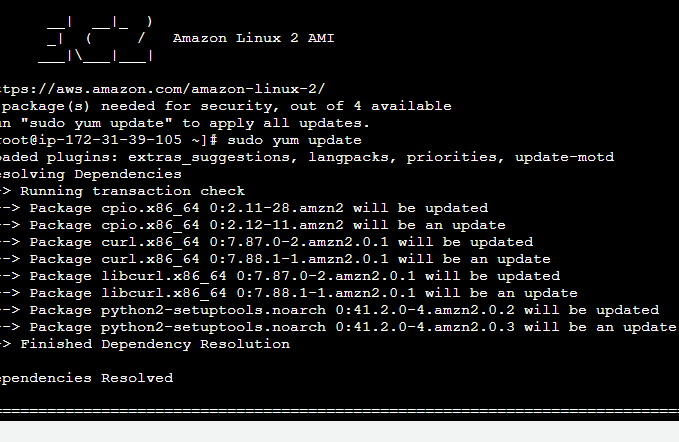 __|  __|_  )
_|  (     /   Amazon Linux 2 AMI
___|\___|___|
ttps://aws.amazon.com/amazon-linux-2/
package(s) needed for security, out of 4 available
un "sudo yum update" to apply all updates.
root@ip-172-31-39-105 ~]# sudo yum update
oaded plugins: extras_suggestions, langpacks, priorities, update-motd
esolving Dependencies
-> Running transaction check
--> Package cpio.x86_64 0:2.11-28.amzn2 will be updated
--> Package cpio.x86_64 0:2.12-11.amzn2 will be an update
--> Package curl.x86_64 0:7.87.0-2.amzn2.0.1 will be updated
--> Package curl.x86_64 0:7.88.1-1.amzn2.0.1 will be an update
--> Package libcurl.x86_64 0:7.87.0-2.amzn2.0.1 will be updated
--> Package libcurl.x86_64 0:7.88.1-1.amzn2.0.1 will be an update
--> Package python2-setuptools.noarch 0:41.2.0-4.amzn2.0.2 will be updated
--> Package python2-setuptools.noarch 0:41.2.0-4.amzn2.0.3 will be an update
-> Finished Dependency Resolution
ependencies Resolved
================================================================================